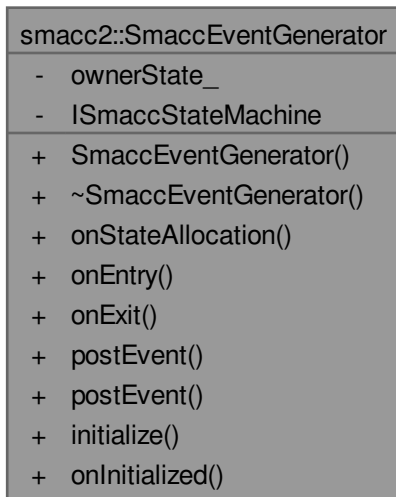 smacc2::SmaccEventGenerator
- ownerState_
- ISmaccStateMachine
+ SmaccEventGenerator()
+ ~SmaccEventGenerator()
+ onStateAllocation()
+ onEntry()
+ onExit()
+ postEvent()
+ postEvent()
+ initialize()
+ onInitialized()